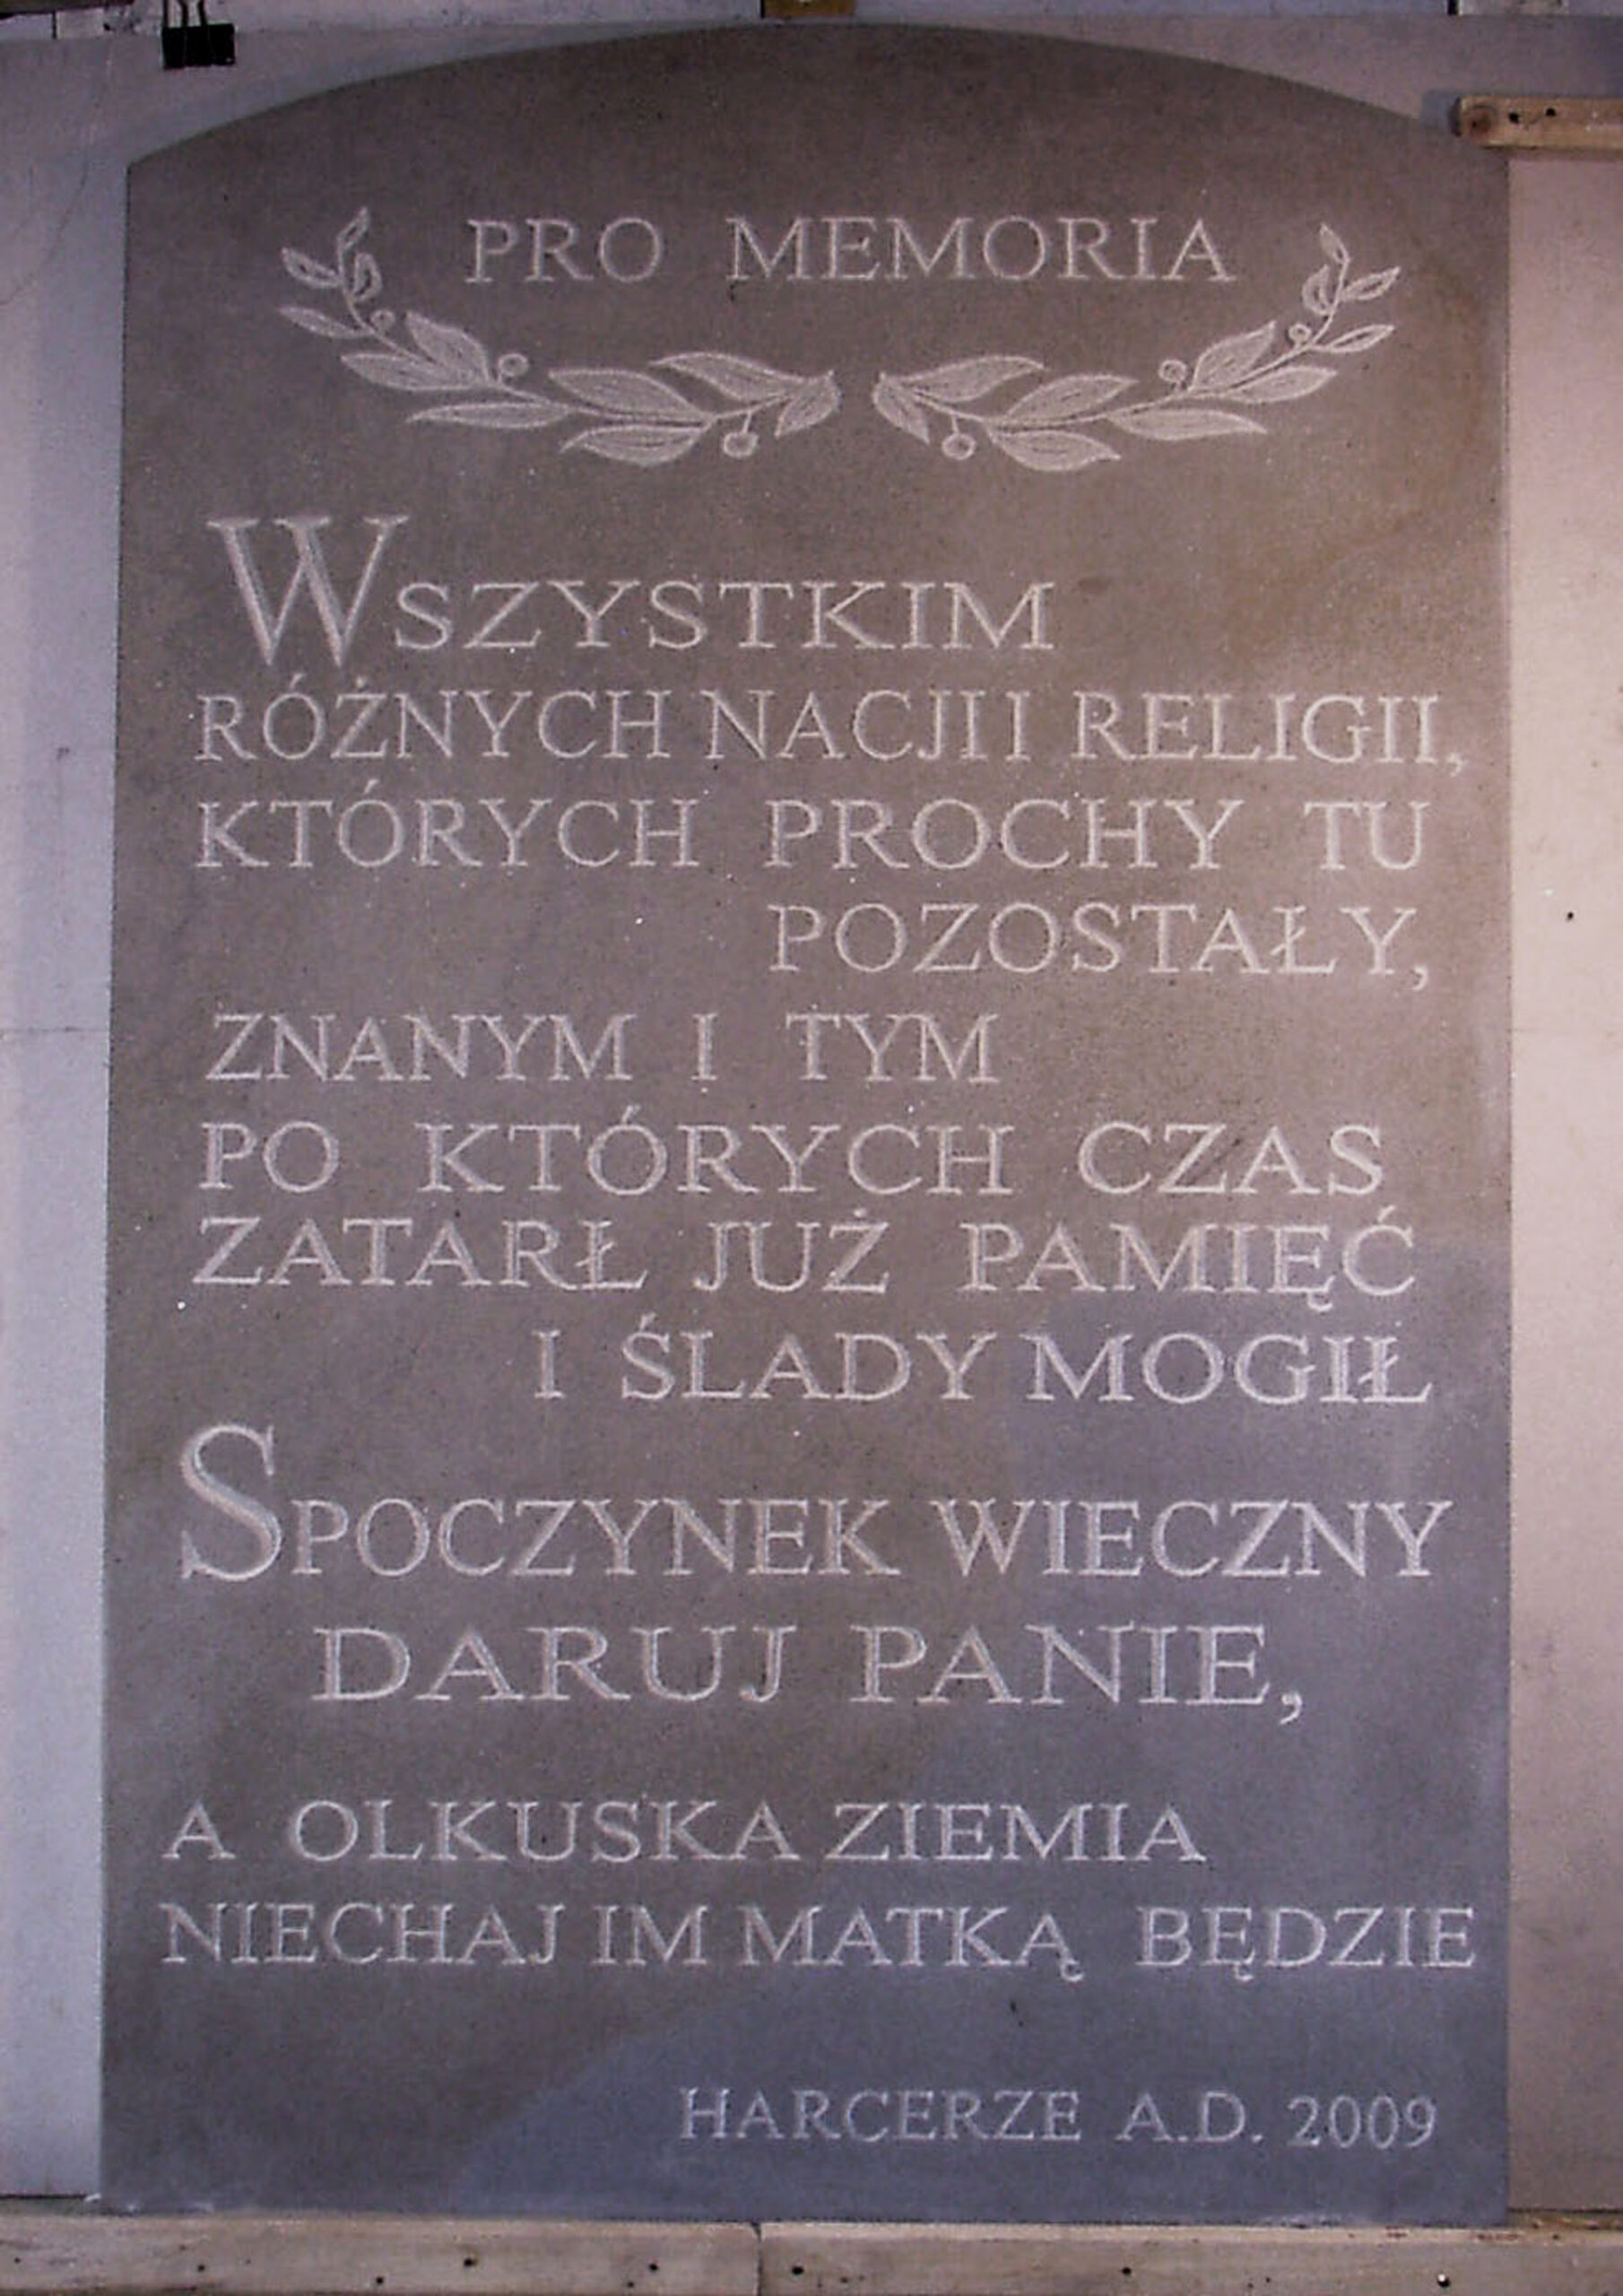 PRO MEMORIA
WSZYSTKIM
RÓŻNYCH NACJI I RELIGII,
KTÓRYCH PROCHY TU
POZOSTAŁY,
ZNANYM I TYM
PO KTÓRYCH CZAS
ZATARŁ JUŻ PAMIĘĆ
I ŚLADY MOGIŁ
SPOCZYNEK WIECZNY
DARUJ PANIE,
A OLKUSKA ZIEMIA
NIECHAJ IM MATKĄ BĘDZIE
HARCERZE A.D. 2009